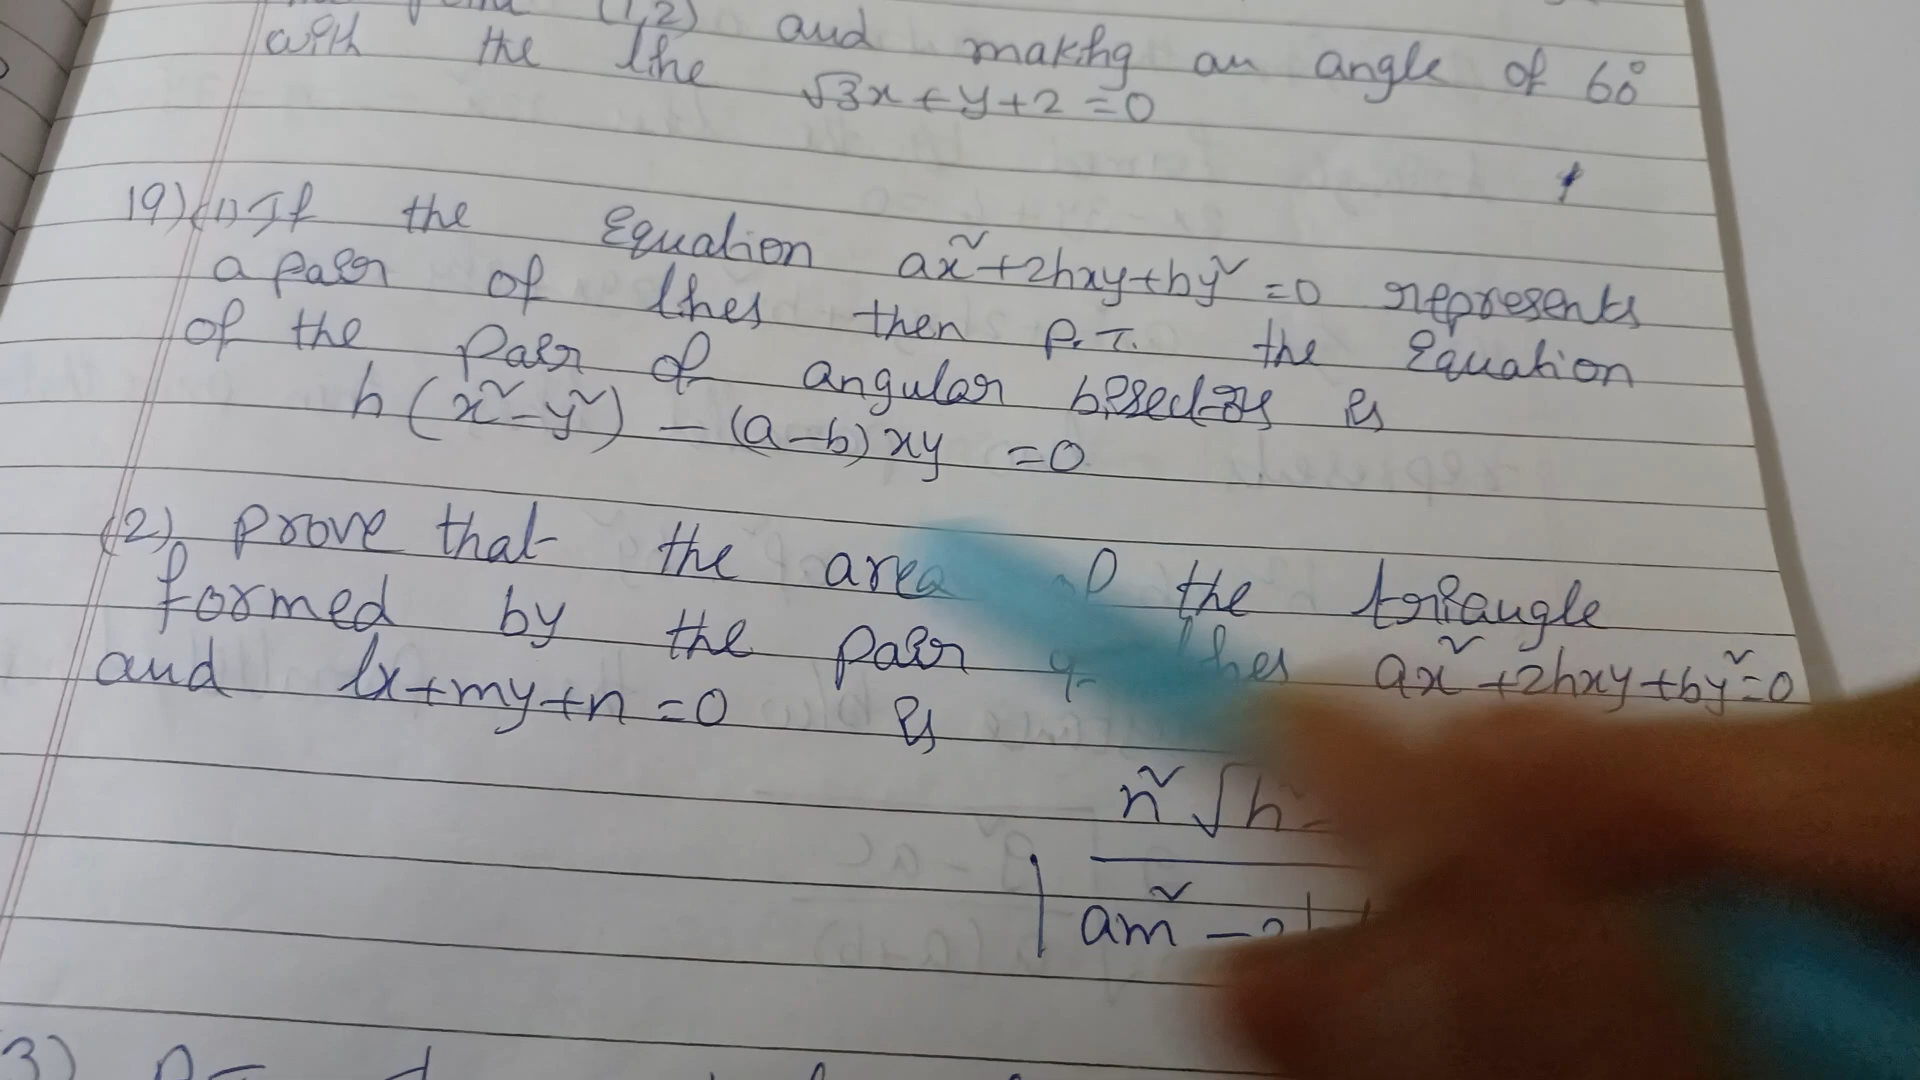 (1,2) and making an angle of 60°
with the line √3x+y+2=0
19)(1) If the Equation ax²+2hxy+by²=0 represents
a pair of lines then P.T. the Equation
of the pair of angular bisectors is
h(x²-y²) - (a-b)xy =0
(2) prove that the area the triangle
formed by the pair lines ax²+2hxy+by²=0
and lx+my+n=0 is
n²√h
am² -
3)